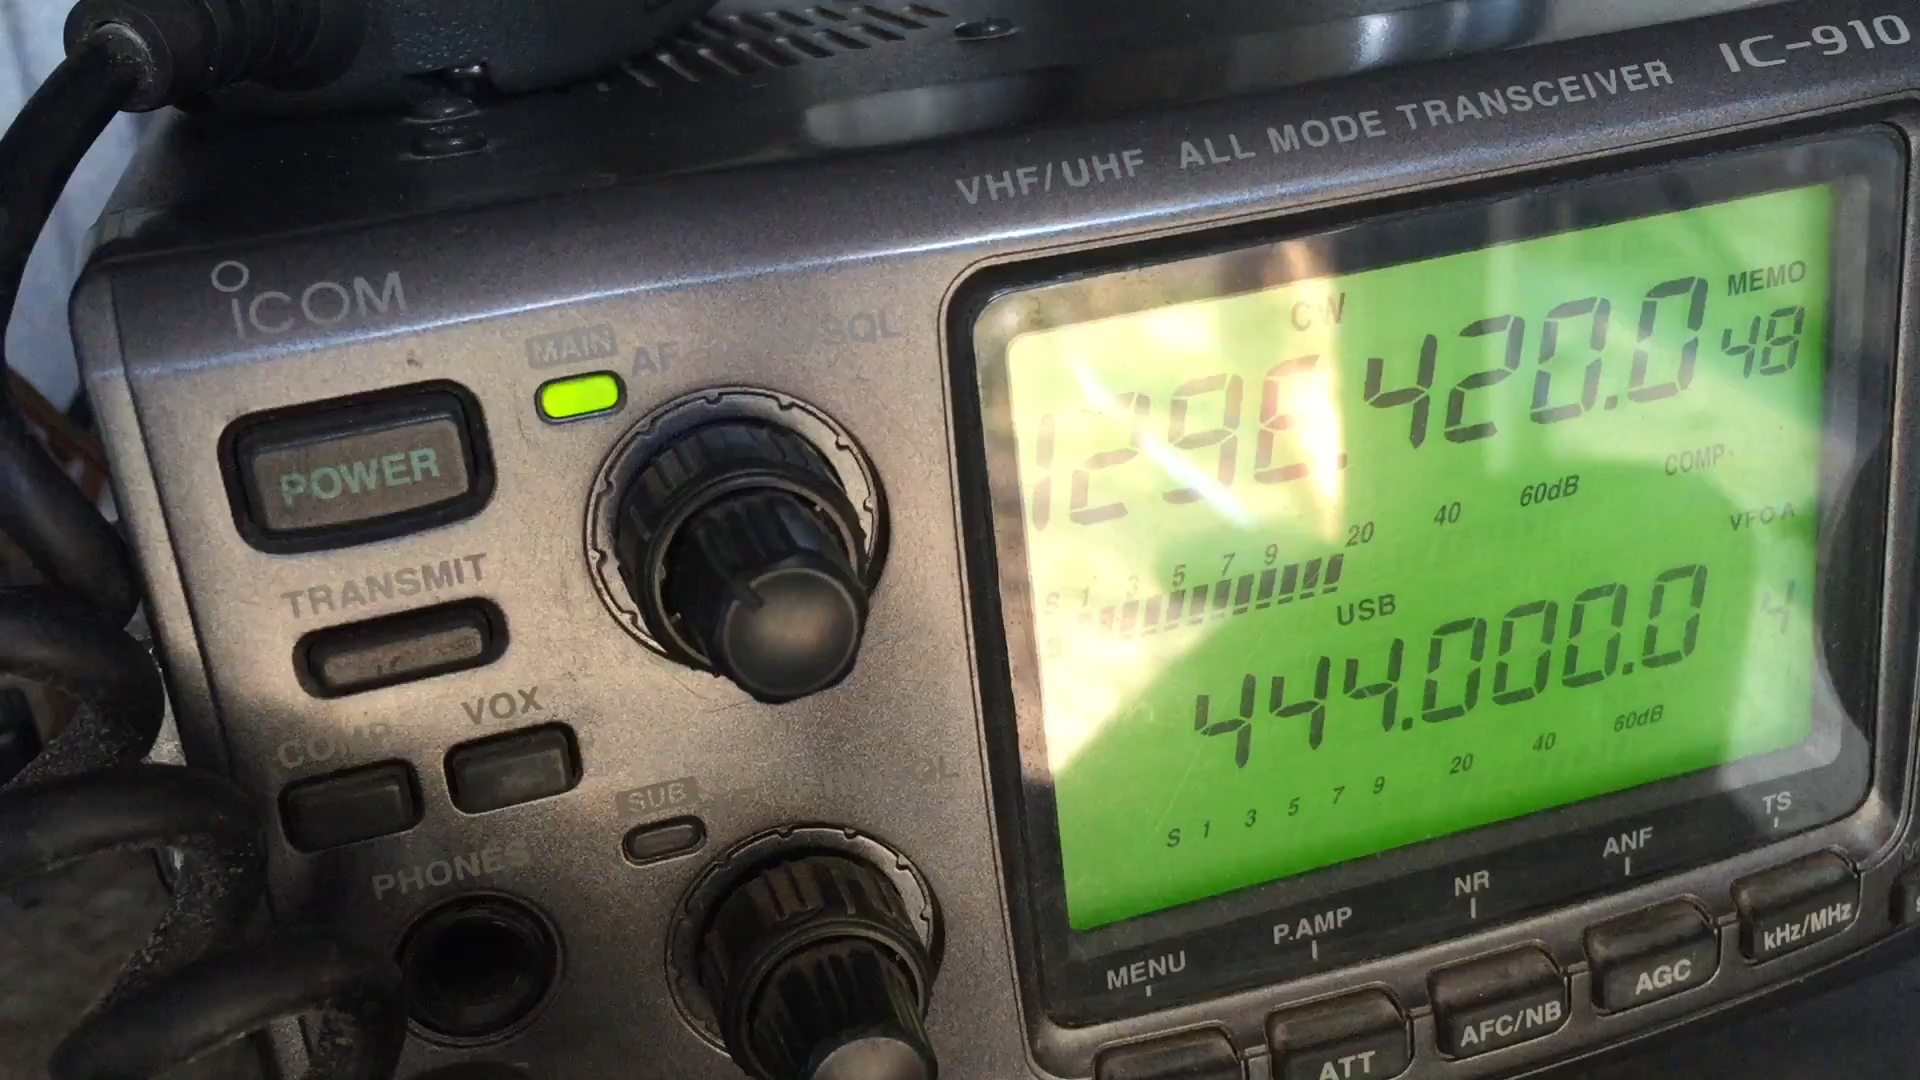 IC-910
VHF/UHF ALL MODE TRANSCEIVER
ICOM
MAIN
AF SQL
CW
MEMO
129E.420.0 48
POWER
COMP
VFO A
S 1 3 5 7 9 20 40 60dB
TRANSMIT
USB
444.000.0 4
COMP
VOX
S 1 3 5 7 9 20 40 60dB
SUB
PHONES
MENU P.AMP NR ANF TS
ATT AFC/NB AGC kHz/MHz